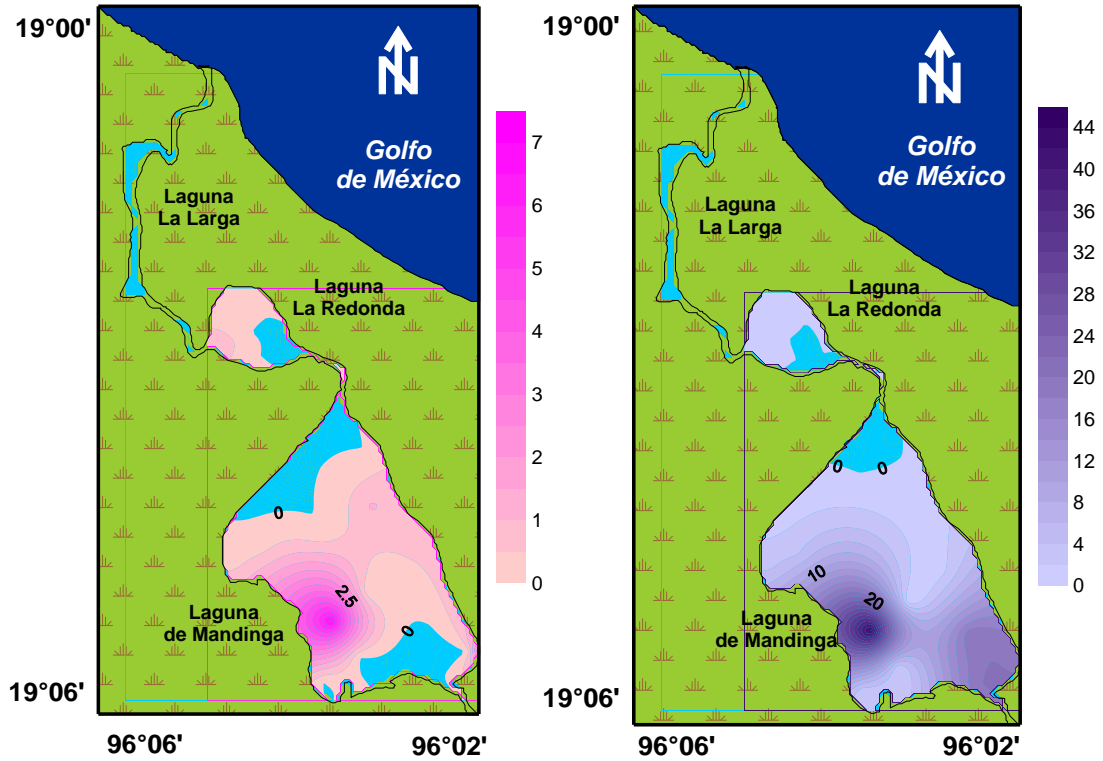 19°00'
N
Golfo
de México
Laguna
La Larga
Laguna
La Redonda
0
2.5
0
Laguna
de Mandinga
19°06'
96°06'
96°02'
7
6
5
4
3
2
1
0
19°00'
N
Golfo
de México
Laguna
La Larga
Laguna
La Redonda
0
0
10
20
Laguna
de Mandinga
19°06'
96°06'
96°02'
44
40
36
32
28
24
20
16
12
8
4
0